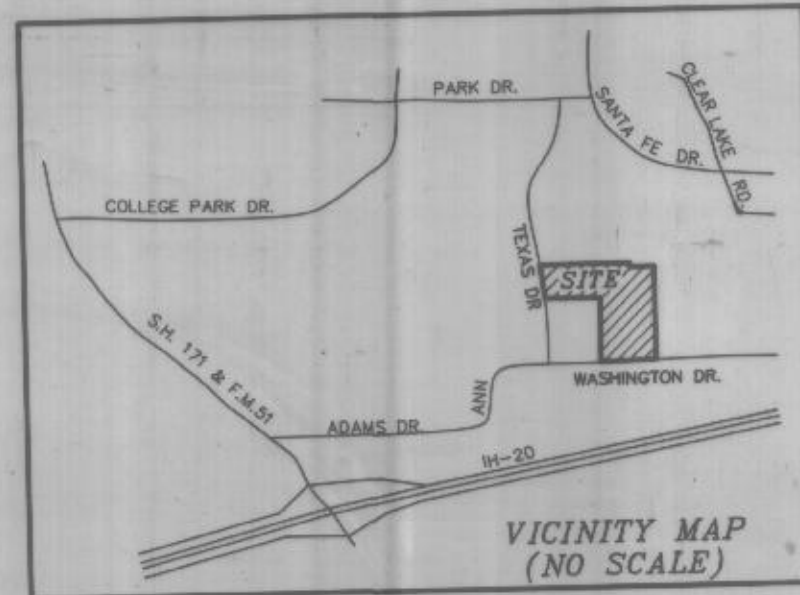 PARK DR.
SANTA FE DR.
CLEAR LAKE RD.
COLLEGE PARK DR.
TEXAS DR
SITE
S.H. 171 & F.M.51
WASHINGTON DR.
ANN
ADAMS DR.
IH-20
VICINITY MAP
(NO SCALE)